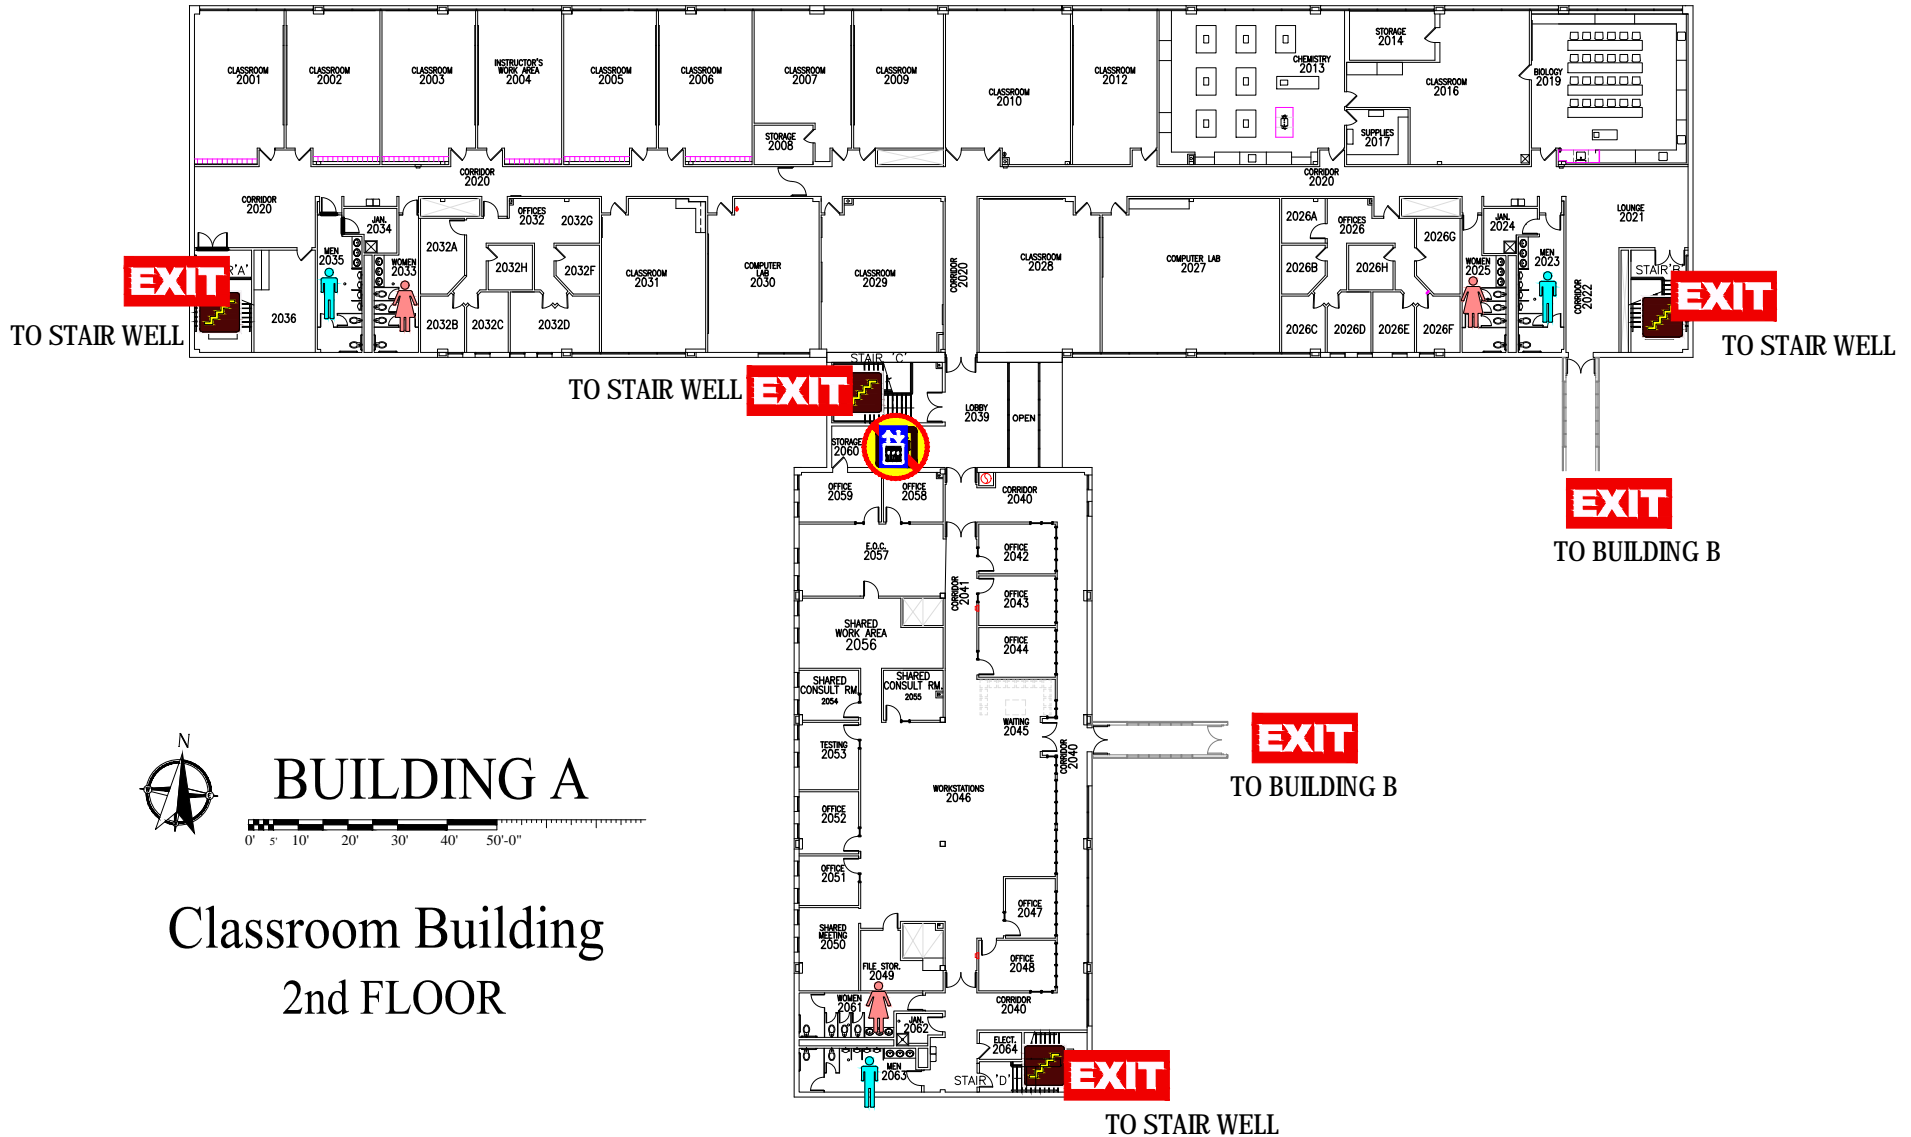 CLASSROOM
2001
CLASSROOM
2002
CLASSROOM
2003
INSTRUCTOR'S
WORK AREA
2004
CLASSROOM
2005
CLASSROOM
2006
CLASSROOM
2007
STORAGE
2008
CLASSROOM
2009
CLASSROOM
2010
CLASSROOM
2012
CHEMISTRY
2013
STORAGE
2014
CLASSROOM
2016
SUPPLIES
2017
BIOLOGY
2019
CORRIDOR
2020
CORRIDOR
2020
CORRIDOR
2020
JAN.
2034
MEN
2035
WOMEN
2033
2036
OFFICES
2032
2032G
2032A
2032H
2032F
2032B
2032C
2032D
CLASSROOM
2031
COMPUTER
LAB
2030
CLASSROOM
2029
CORRIDOR
2020
CLASSROOM
2028
COMPUTER LAB
2027
2026A
OFFICES
2026
2026G
2026B
2026H
2026C
2026D
2026E
2026F
JAN.
2024
WOMEN
2025
MEN
2023
CORRIDOR
2022
LOUNGE
2021
'A'
EXIT
TO STAIR WELL
STAIR 'B'
EXIT
TO STAIR WELL
STAIR 'C'
TO STAIR WELL
EXIT
LOBBY
2039
OPEN
STORAGE
2060
EXIT
TO BUILDING B
OFFICE
2059
OFFICE
2058
CORRIDOR
2040
E.O.C.
2057
OFFICE
2042
CORRIDOR
2041
OFFICE
2043
SHARED
WORK AREA
2056
OFFICE
2044
SHARED
CONSULT RM.
2054
SHARED
CONSULT RM.
2055
WAITING
2045
TESTING
2053
CORRIDOR
2040
EXIT
TO BUILDING B
WORKSTATIONS
2046
OFFICE
2052
OFFICE
2051
OFFICE
2047
SHARED
MEETING
2050
FILE STOR.
2049
OFFICE
2048
WOMEN
2061
CORRIDOR
2040
JAN.
2062
ELECT.
2064
MEN
2063
STAIR 'D'
EXIT
TO STAIR WELL
N
BUILDING A
0' 5' 10' 20' 30' 40' 50'-0"
Classroom Building
2nd FLOOR